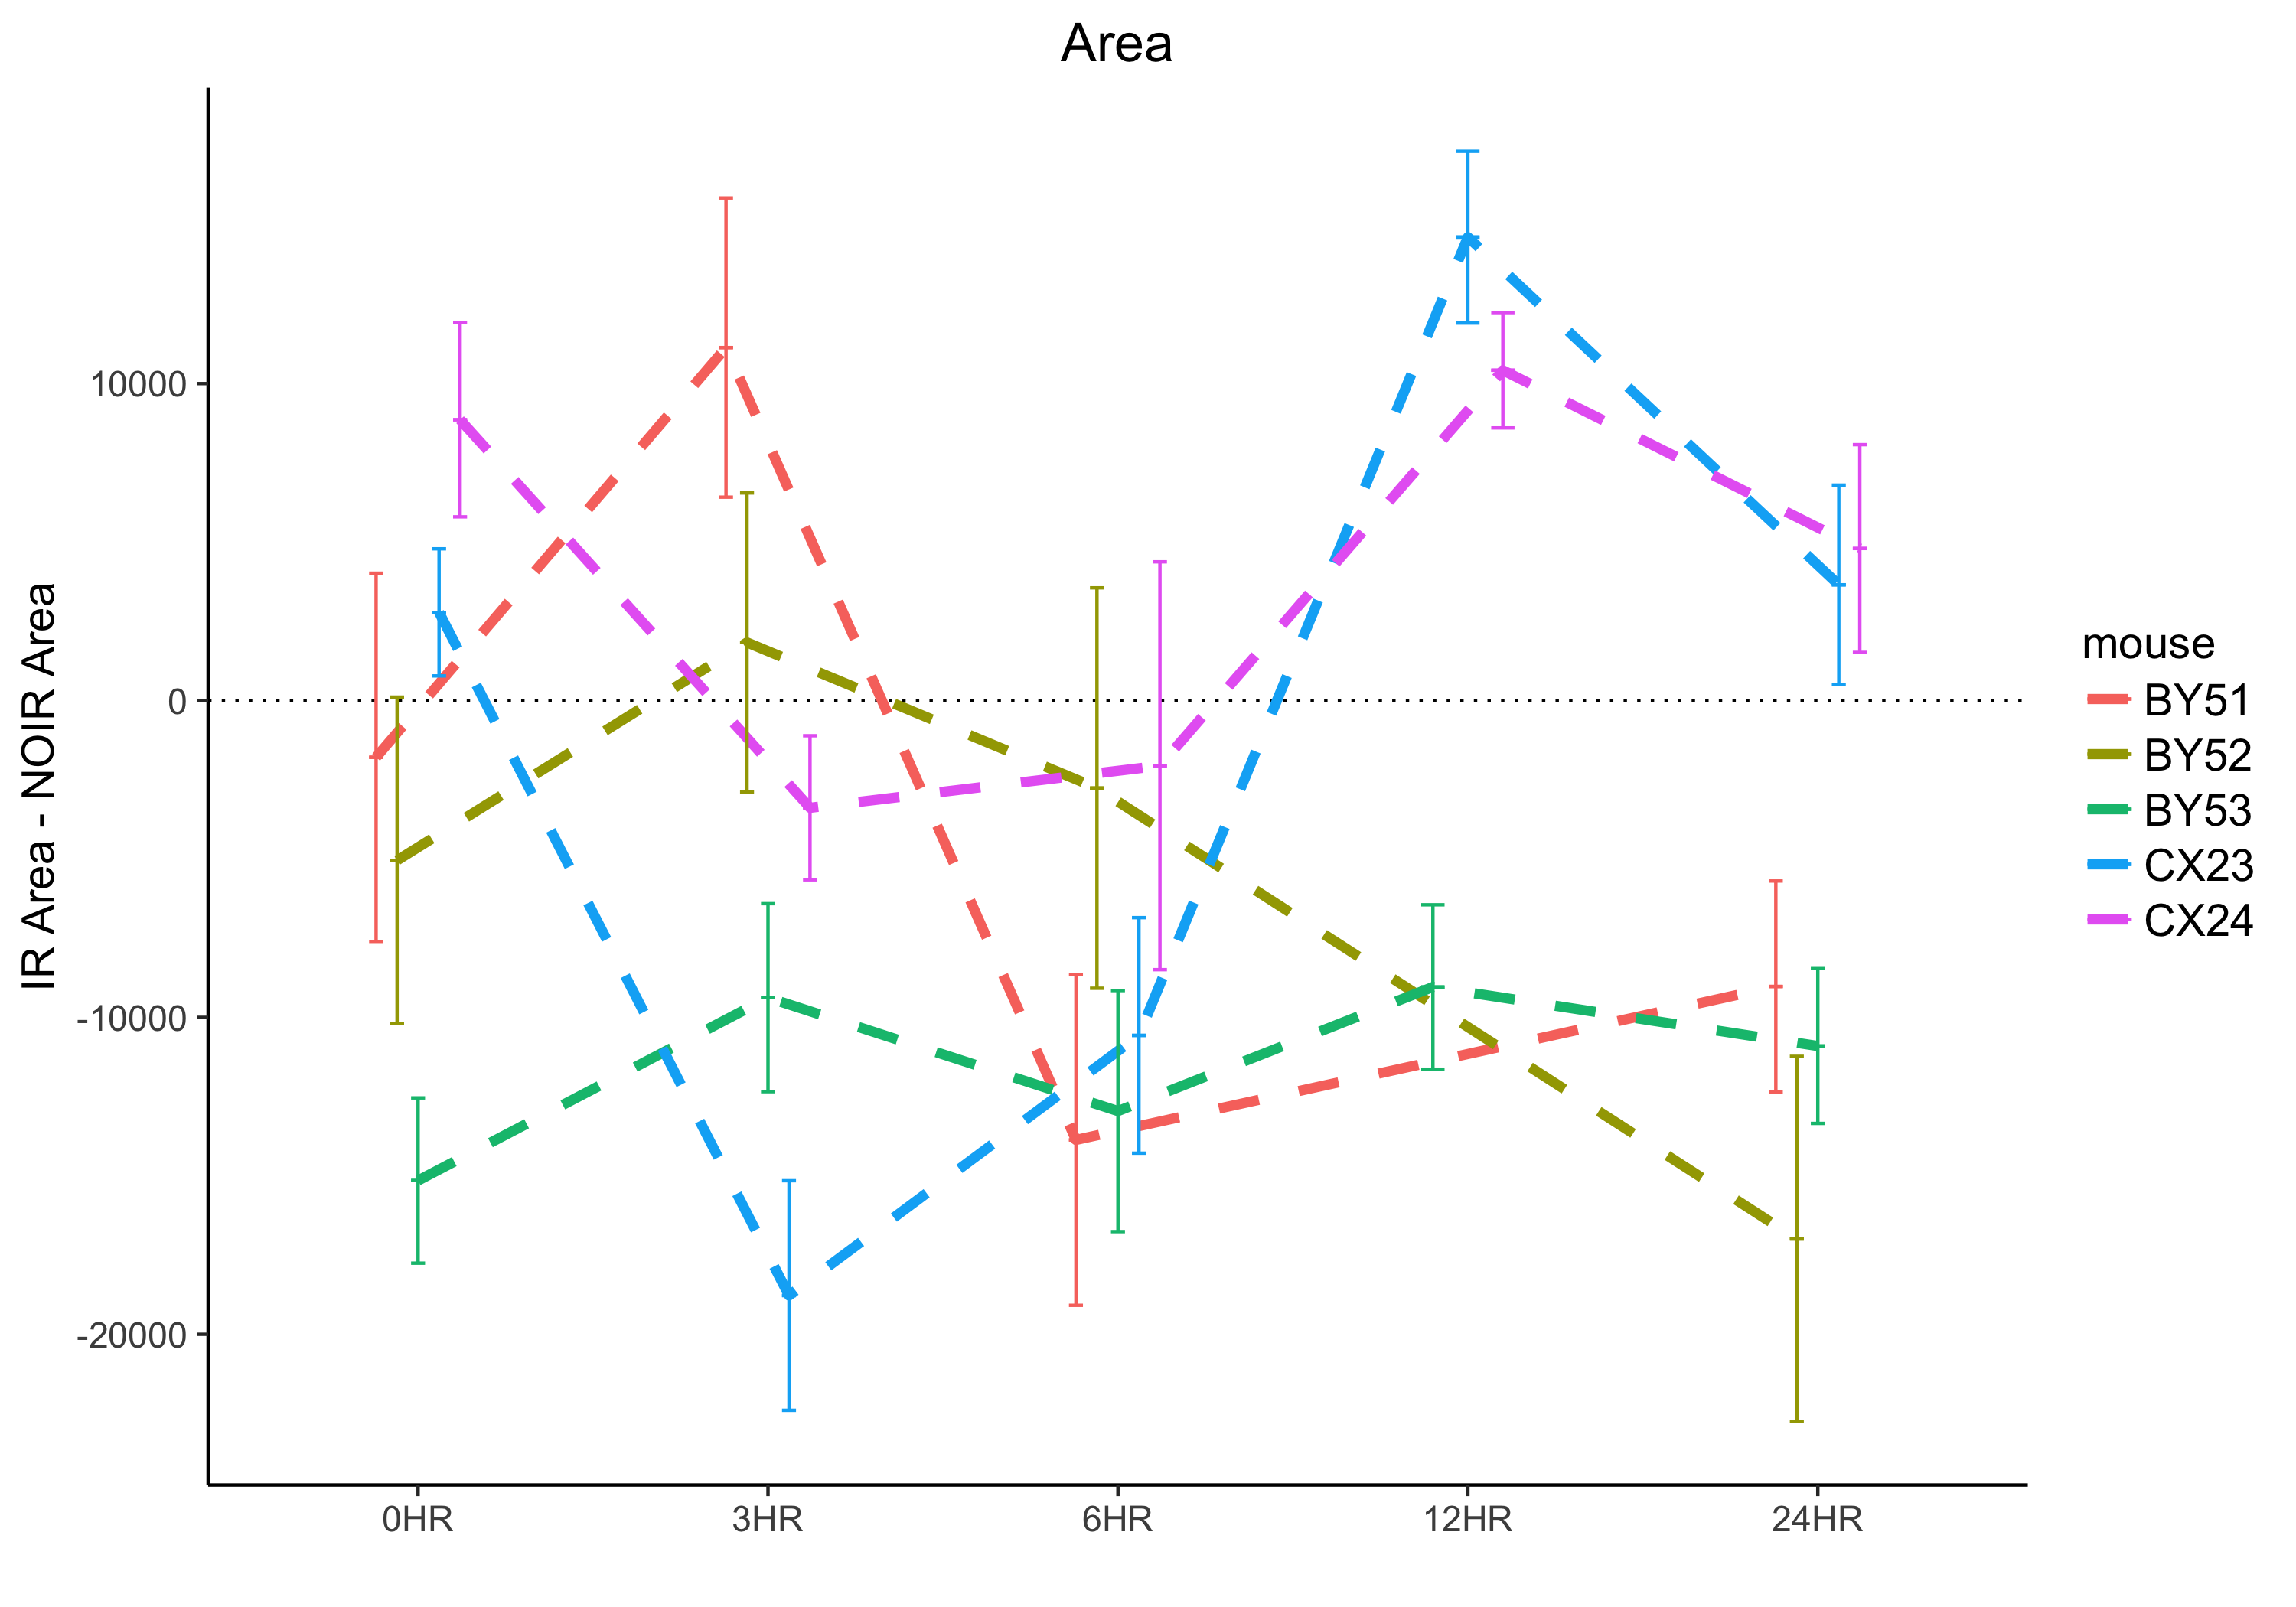 Area
IR Area - NOIR Area
10000
0
-10000
-20000
0HR
3HR
6HR
12HR
24HR
mouse
BY51
BY52
BY53
CX23
CX24